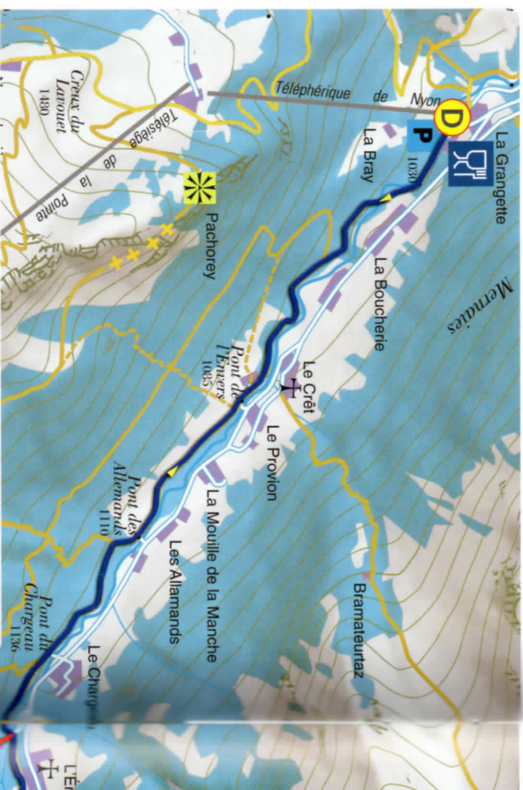 La Grangette
D
P
1030
La Bray
Téléphérique de Nyon
Creux du
Lavouet
1480
Télésiège de la Pointe
Pachorey
La Boucherie
Mernaies
Le Crêt
Pont de
l'Envers
1085
Le Provion
La Mouille de la Manche
Pont des
Allemands
1110
Les Allamands
Bramateurtaz
Pont du
Chargeau
1136